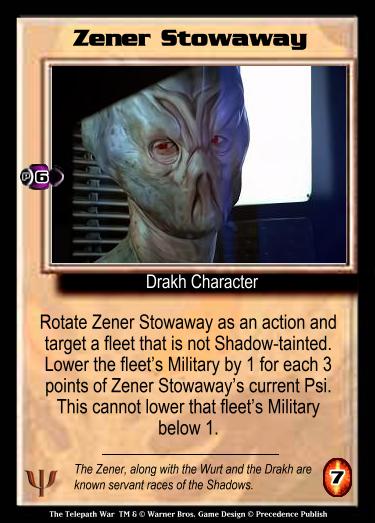 Zener Stowaway
P 6
Drakh Character
Rotate Zener Stowaway as an action and
target a fleet that is not Shadow-tainted.
Lower the fleet's Military by 1 for each 3
points of Zener Stowaway's current Psi.
This cannot lower that fleet's Military
below 1.
The Zener, along with the Wurt and the Drakh are
known servant races of the Shadows.
7
The Telepath War TM & © Warner Bros. Game Design © Precedence Publish